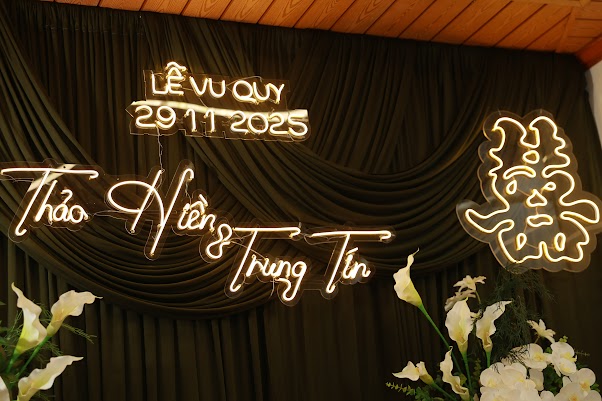 LỄ VU QUY
29 11 2025
Thảo Hiền & Trung Tín
囍